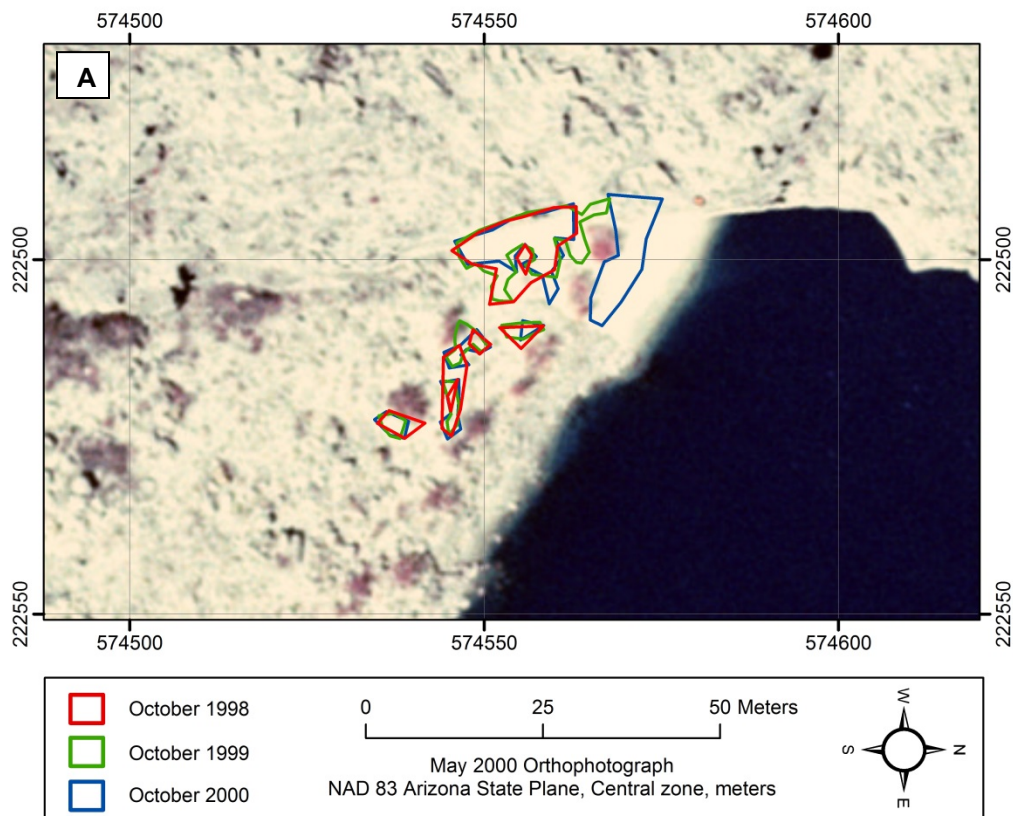 574500 574550 574600
A
222500 222500
222550 222550
574500 574550 574600
October 1998
October 1999
October 2000
0 25 50 Meters
May 2000 Orthophotograph
NAD 83 Arizona State Plane, Central zone, meters
W
S N
E